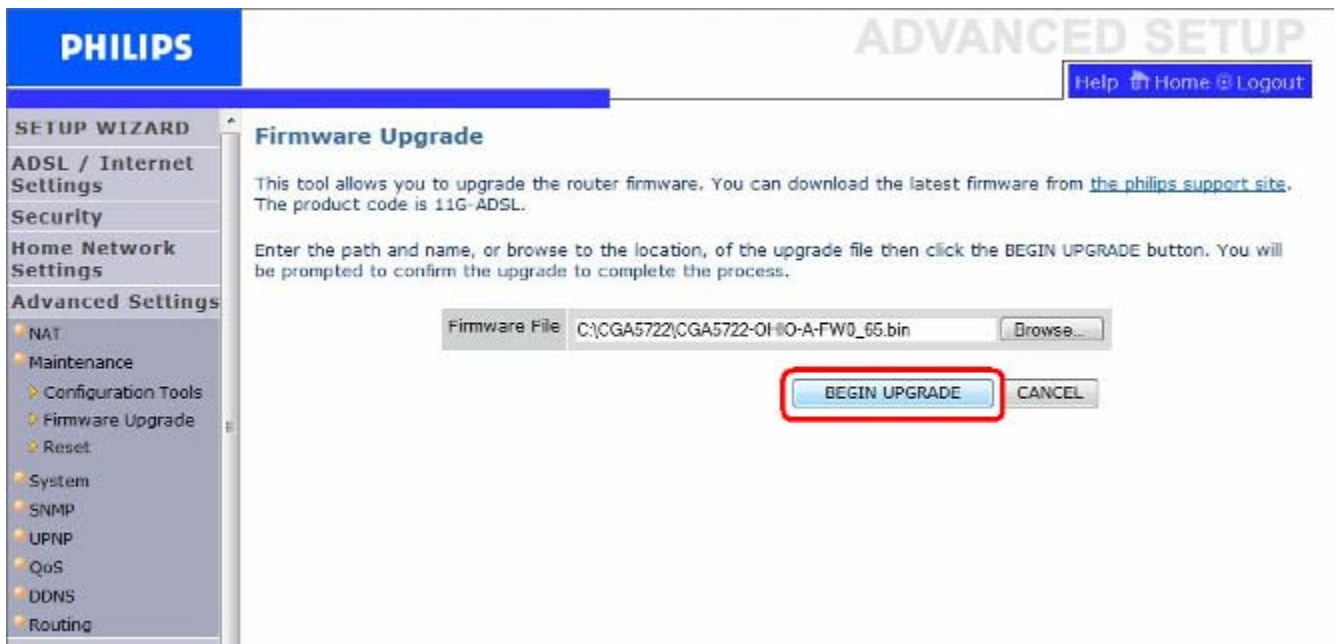 PHILIPS
ADVANCED SETUP
Help Home Logout
SETUP WIZARD
ADSL / Internet
Settings
Security
Home Network
Settings
Advanced Settings
NAT
Maintenance
Configuration Tools
Firmware Upgrade
Reset
System
SNMP
UPNP
QoS
DDNS
Routing
Firmware Upgrade
This tool allows you to upgrade the router firmware. You can download the latest firmware from the philips support site.
The product code is 11G-ADSL.
Enter the path and name, or browse to the location, of the upgrade file then click the BEGIN UPGRADE button. You will
be prompted to confirm the upgrade to complete the process.
Firmware File C:\CGA5722\CGA5722-OHIO-A-FW0_65.bin Browse...
BEGIN UPGRADE CANCEL